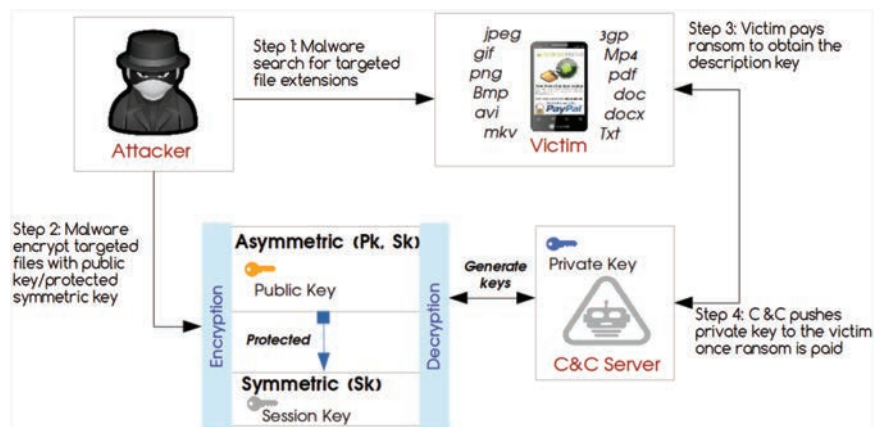 Step 1: Malware
search for targeted
file extensions
Attacker
jpeg
gif
png
Bmp
avi
mkv
PayPal
3gp
Mp4
pdf
doc
docx
Txt
Victim
Step 3: Victim pays
ransom to obtain the
description key
Step 2: Malware
encrypt targeted
files with public
key/protected
symmetric key
Encryption
Asymmetric (Pk, Sk)
Public Key
Protected
Symmetric (Sk)
Session Key
Decryption
Generate
keys
Private Key
C&C Server
Step 4: C &C pushes
private key to the victim
once ransom is paid